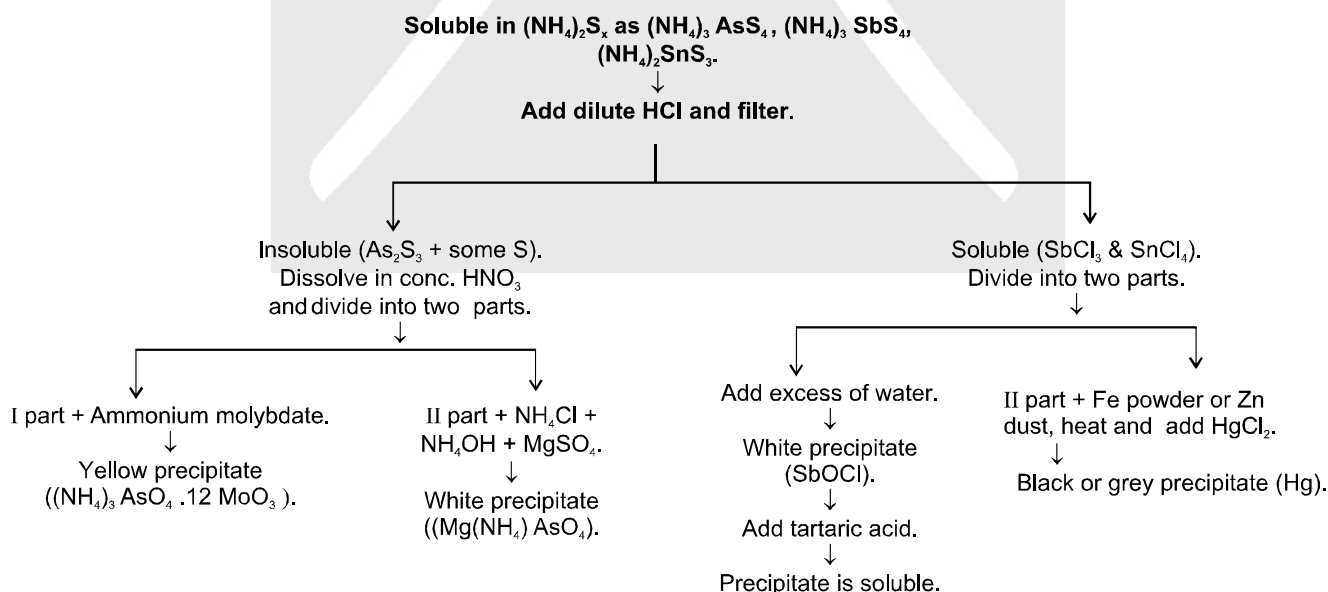 Soluble in (NH₄)₂Sₓ as (NH₄)₃ AsS₄ , (NH₄)₃ SbS₄,
(NH₄)₂SnS₃.
↓
Add dilute HCl and filter.
Insoluble (As₂S₃ + some S).
Dissolve in conc. HNO₃
and divide into two parts.
↓
I part + Ammonium molybdate.
↓
Yellow precipitate
((NH₄)₃ AsO₄ .12 MoO₃ ).
II part + NH₄Cl +
NH₄OH + MgSO₄.
↓
White precipitate
((Mg(NH₄) AsO₄).
Soluble (SbCl₃ & SnCl₄).
Divide into two parts.
↓
Add excess of water.
↓
White precipitate
(SbOCl).
↓
Add tartaric acid.
↓
Precipitate is soluble.
II part + Fe powder or Zn
dust, heat and add HgCl₂.
↓
Black or grey precipitate (Hg).